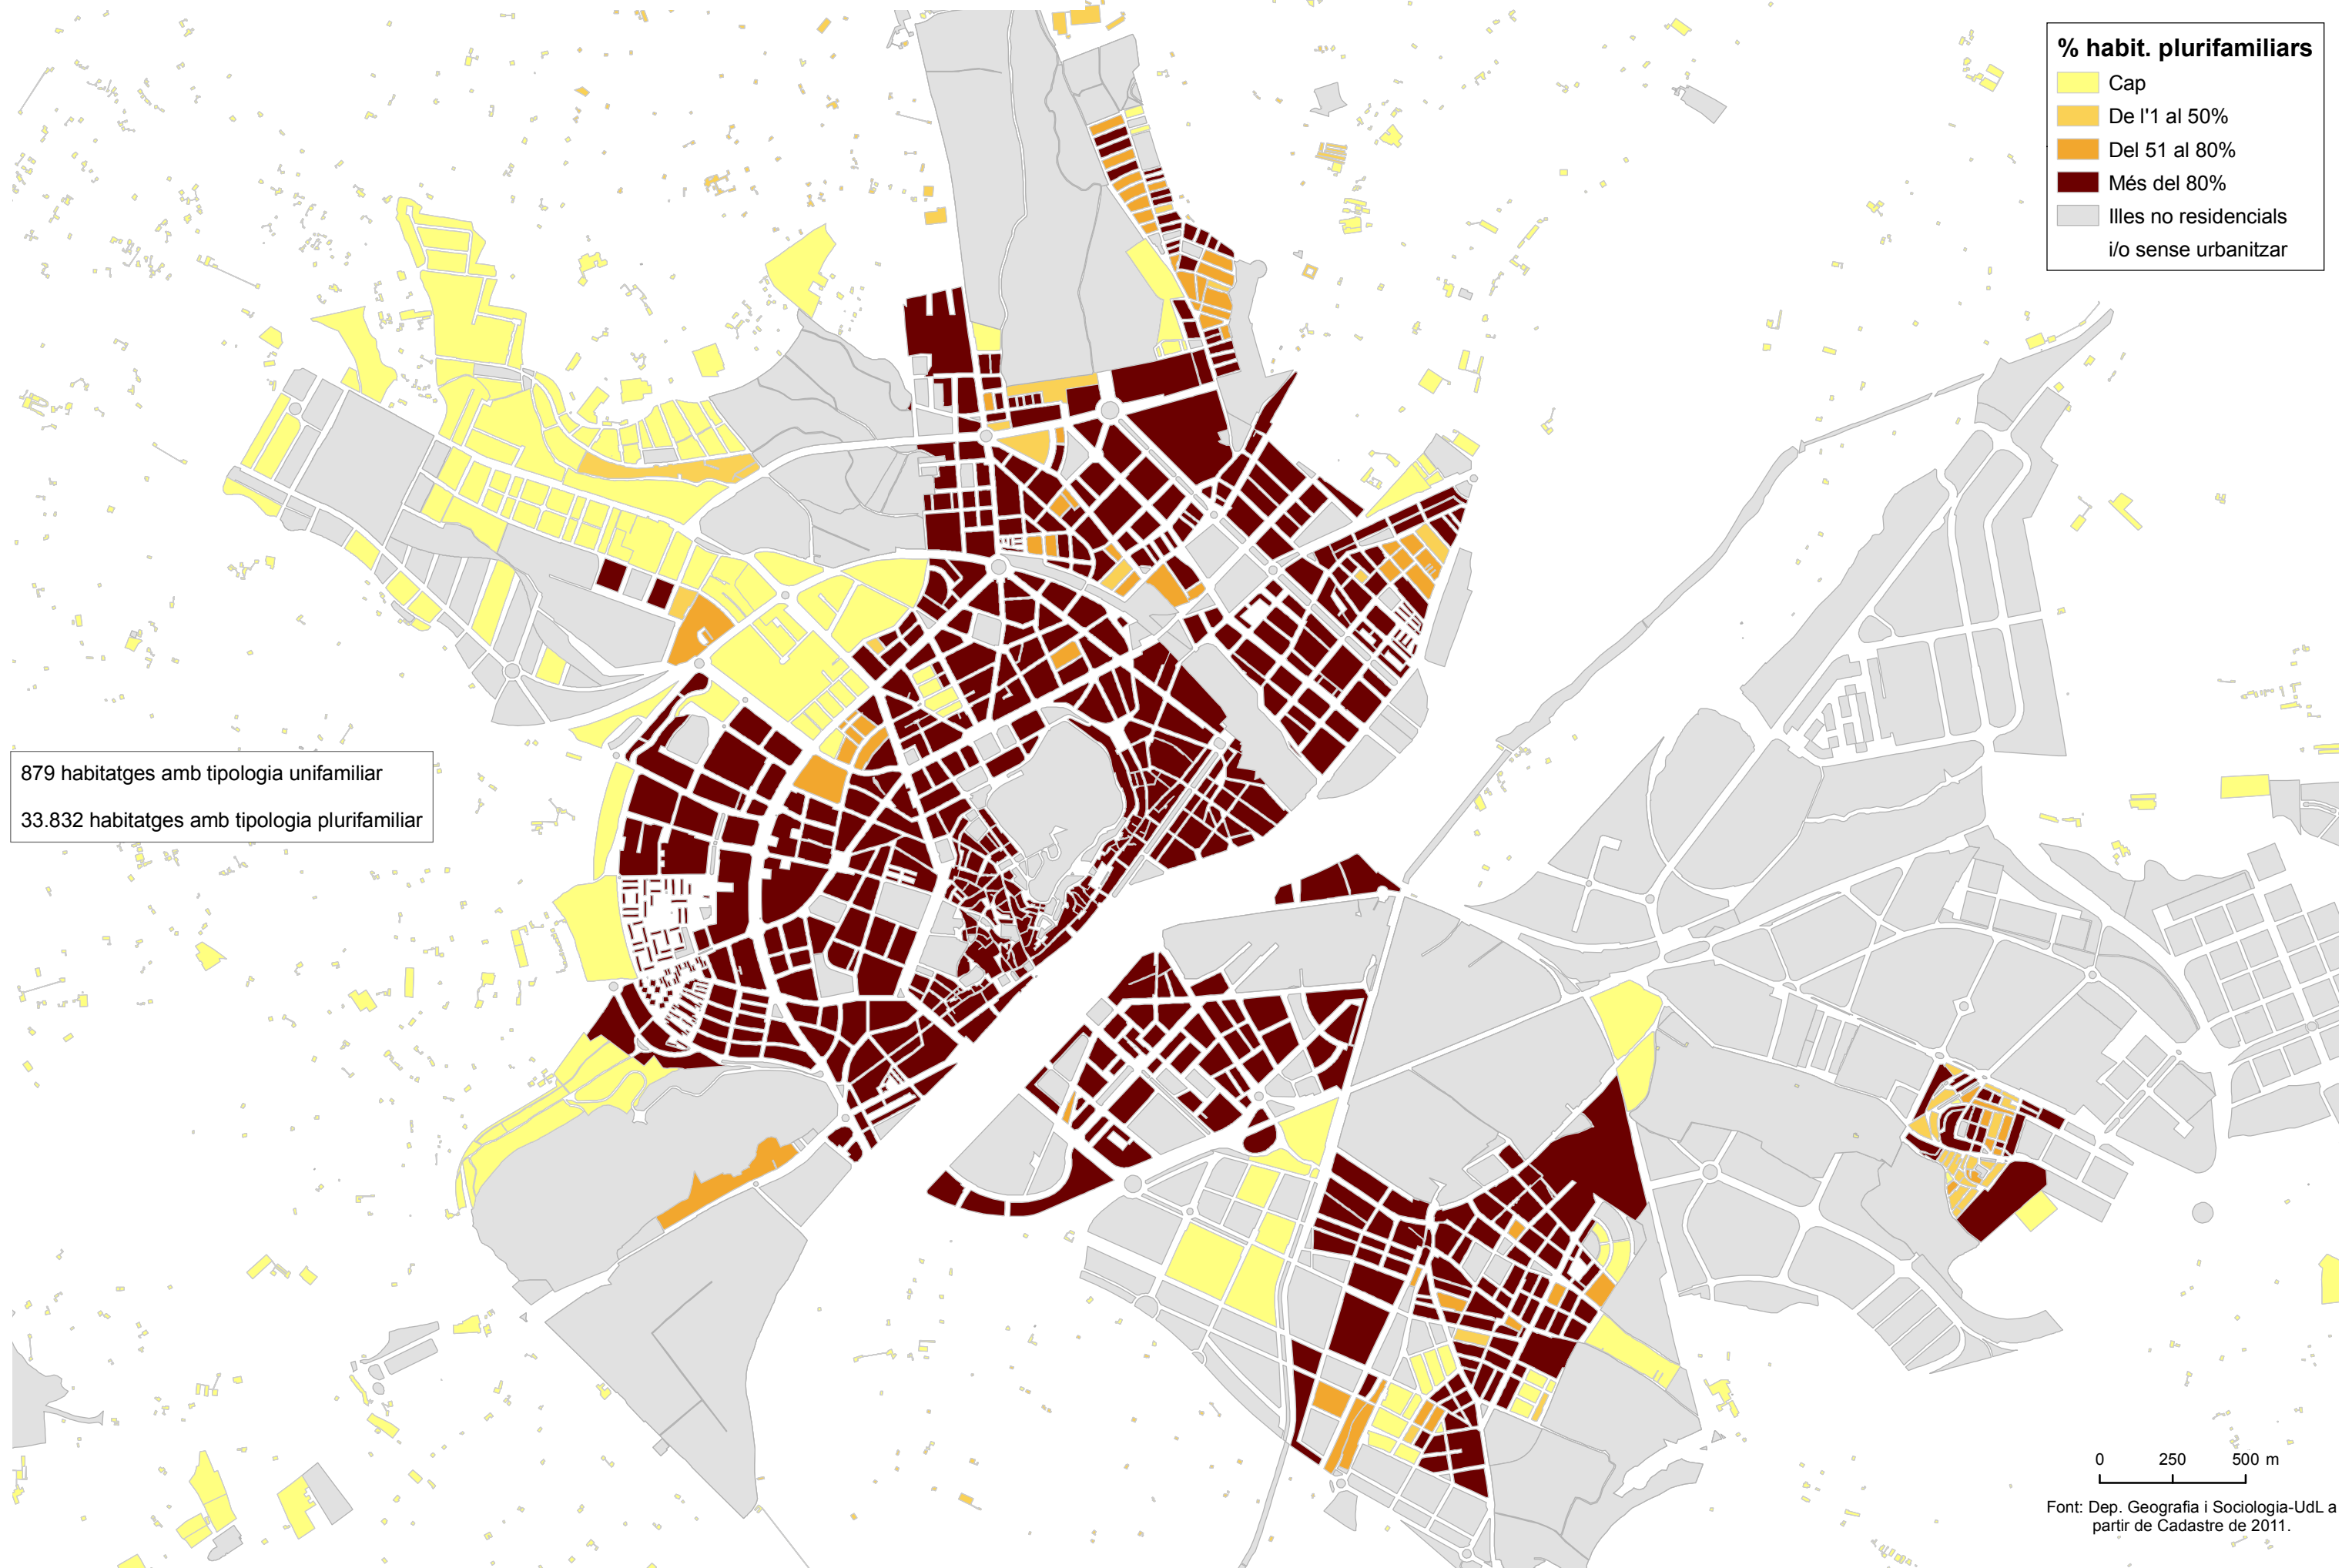 % habit. plurifamiliars
Cap
De l'1 al 50%
Del 51 al 80%
Més del 80%
Illes no residencials
i/o sense urbanitzar
879 habitatges amb tipologia unifamiliar
33.832 habitatges amb tipologia plurifamiliar
0 250 500 m
Font: Dep. Geografia i Sociologia-UdL a
partir de Cadastre de 2011.